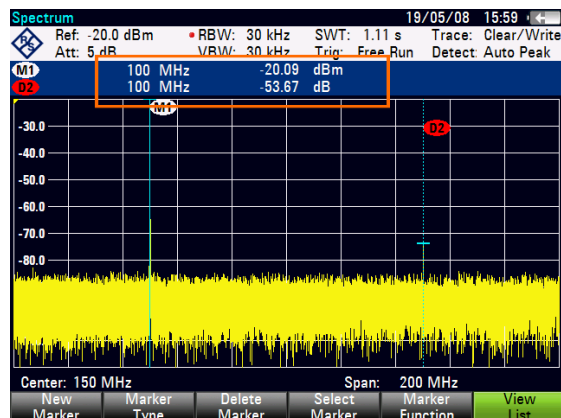 Spectrum 19/05/08 15:59
Ref: -20.0 dBm RBW: 30 kHz SWT: 1.11 s Trace: Clear/Write
Att: 5 dB VBW: 30 kHz Trig: Free Run Detect: Auto Peak
M1 100 MHz -20.09 dBm
D2 100 MHz -53.67 dB
M1
D2
-30.0
-40.0
-50.0
-60.0
-70.0
-80.0
Center: 150 MHz Span: 200 MHz
New Marker Delete Select Marker View
Marker Type Marker Marker Function List